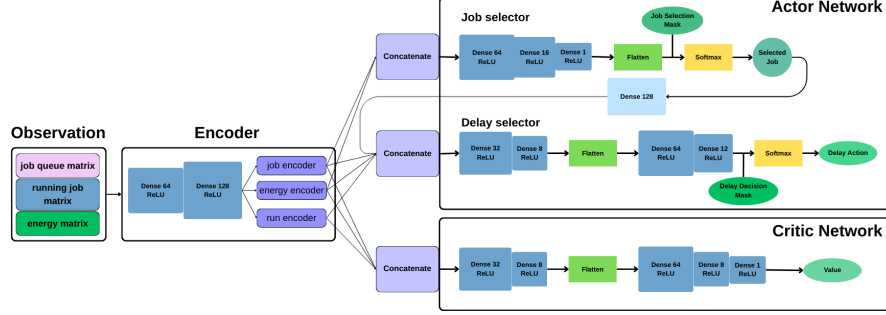 Actor Network
Job selector
Job Selection
Mask
Concatenate
Dense 64
ReLU
Dense 16
ReLU
Dense 1
ReLU
Flatten
Softmax
Selected
Job
Dense 128
Observation
job queue matrix
running job
matrix
energy matrix
Encoder
Dense 64
ReLU
Dense 128
ReLU
job encoder
energy encoder
run encoder
Delay selector
Concatenate
Dense 32
ReLU
Dense 8
ReLU
Flatten
Dense 64
ReLU
Dense 12
ReLU
Softmax
Delay Action
Delay Decision
Mask
Critic Network
Concatenate
Dense 32
ReLU
Dense 8
ReLU
Flatten
Dense 64
ReLU
Dense 8
ReLU
Dense 1
ReLU
Value